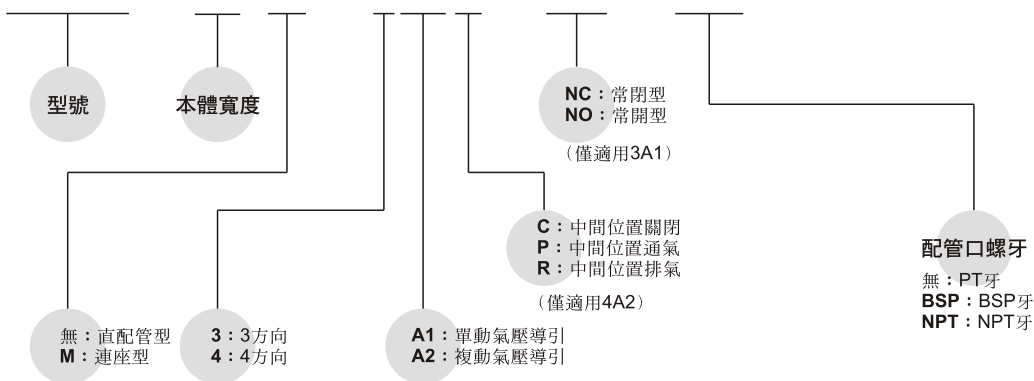 型號
本體寬度
NC：常閉型
NO：常開型
（僅適用3A1）
C：中間位置關閉
P：中間位置通氣
R：中間位置排氣
（僅適用4A2）
配管口螺牙
無：PT牙
BSP：BSP牙
NPT：NPT牙
無：直配管型
M：連座型
3：3方向
4：4方向
A1：單動氣壓導引
A2：複動氣壓導引